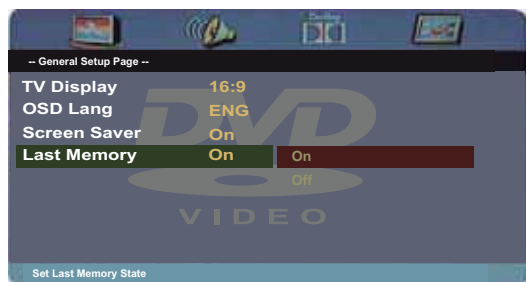 -- General Setup Page --
TV Display 16:9
OSD Lang ENG
Screen Saver On
Last Memory On On
Off
DVD
VIDEO
Set Last Memory State